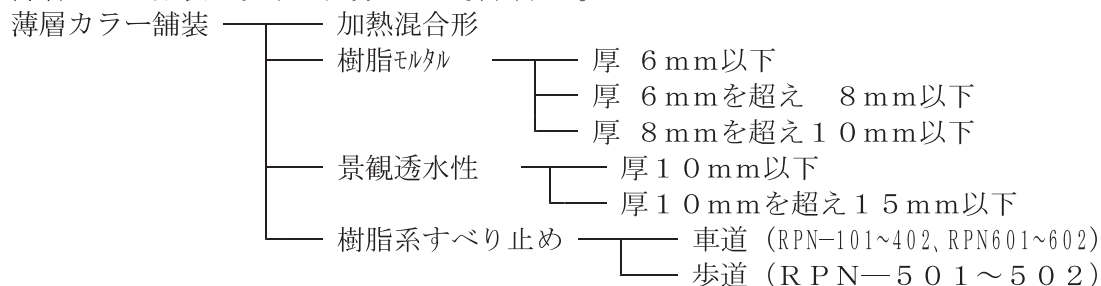 薄層カラー舗装 加熱混合形
樹脂ﾓﾙﾀﾙ 厚 6mm以下
厚 6mmを超え 8mm以下
厚 8mmを超え10mm以下
景観透水性 厚10mm以下
厚10mmを超え15mm以下
樹脂系すべり止め 車道(RPN―101~402、RPN601~602)
歩道(RPN―501～502)